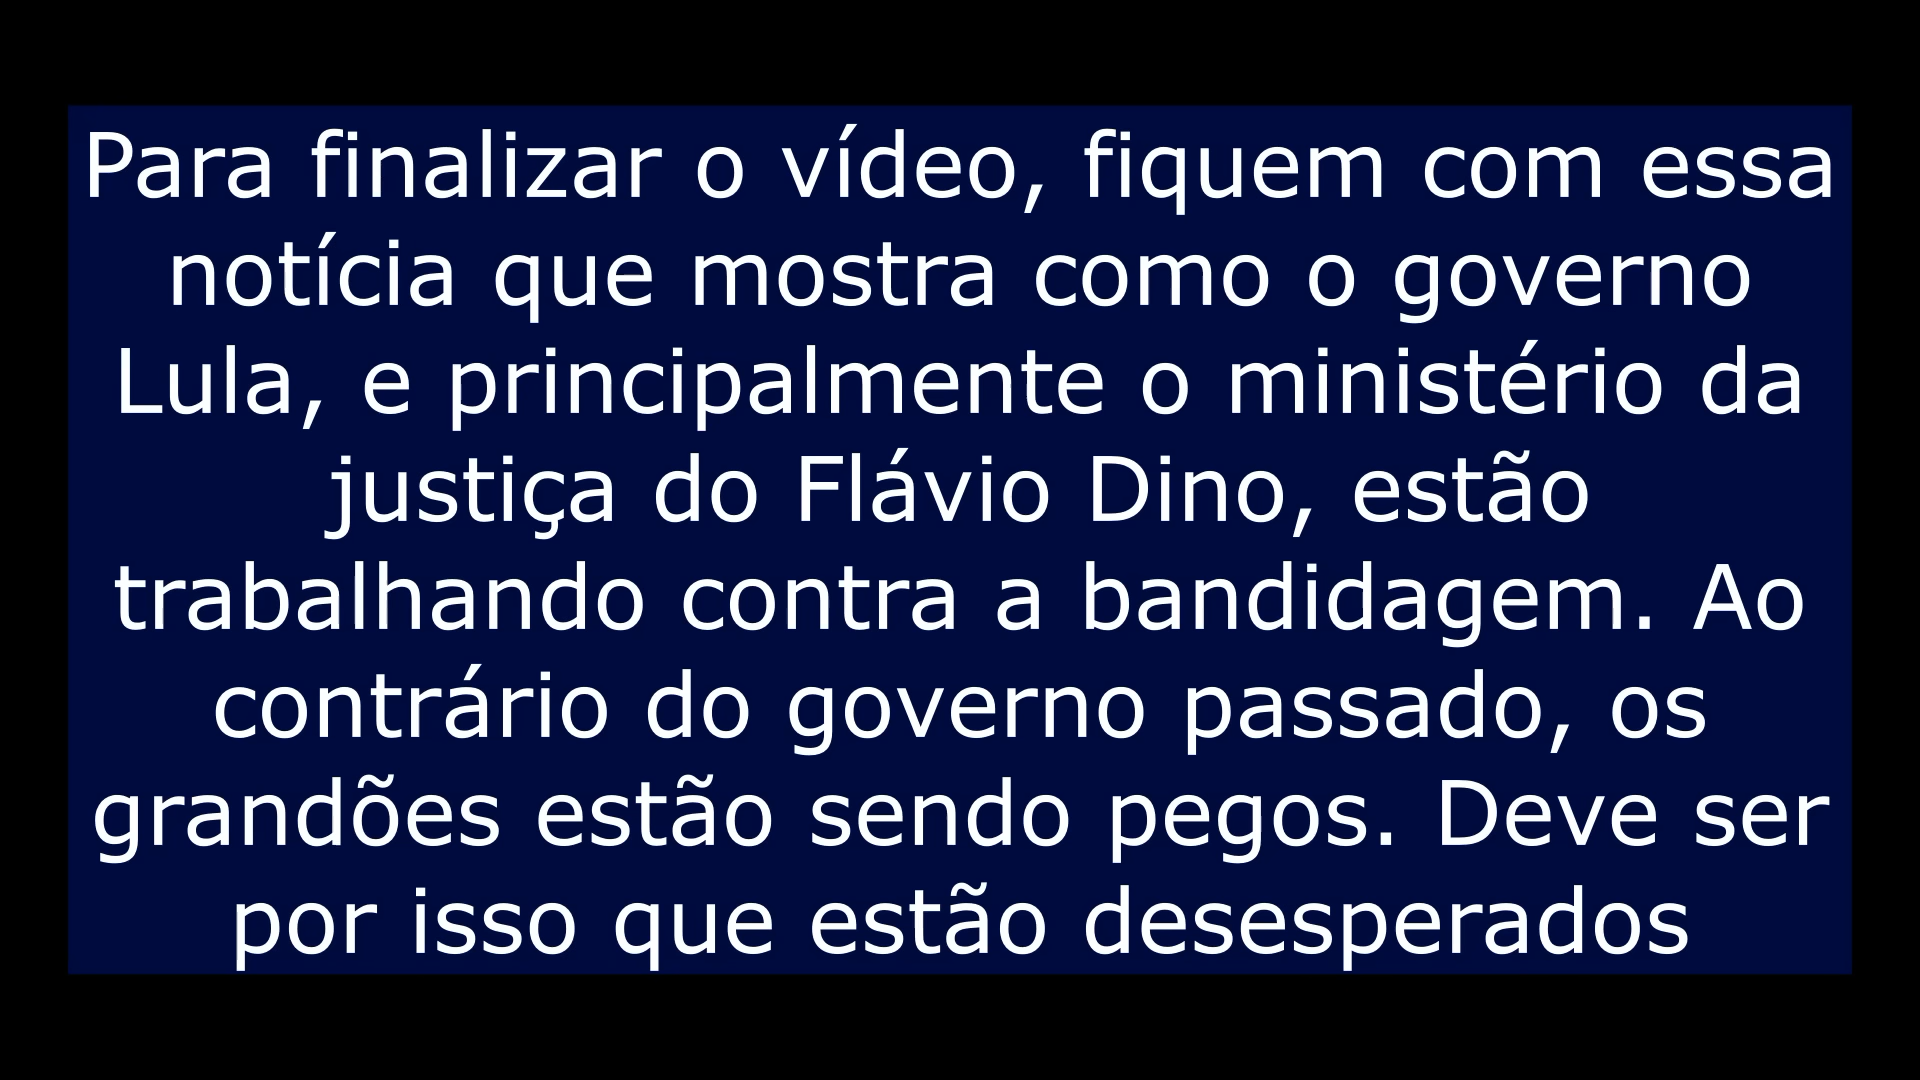 Para finalizar o vídeo, fiquem com essa
notícia que mostra como o governo
Lula, e principalmente o ministério da
justiça do Flávio Dino, estão
trabalhando contra a bandidagem. Ao
contrário do governo passado, os
grandões estão sendo pegos. Deve ser
por isso que estão desesperados